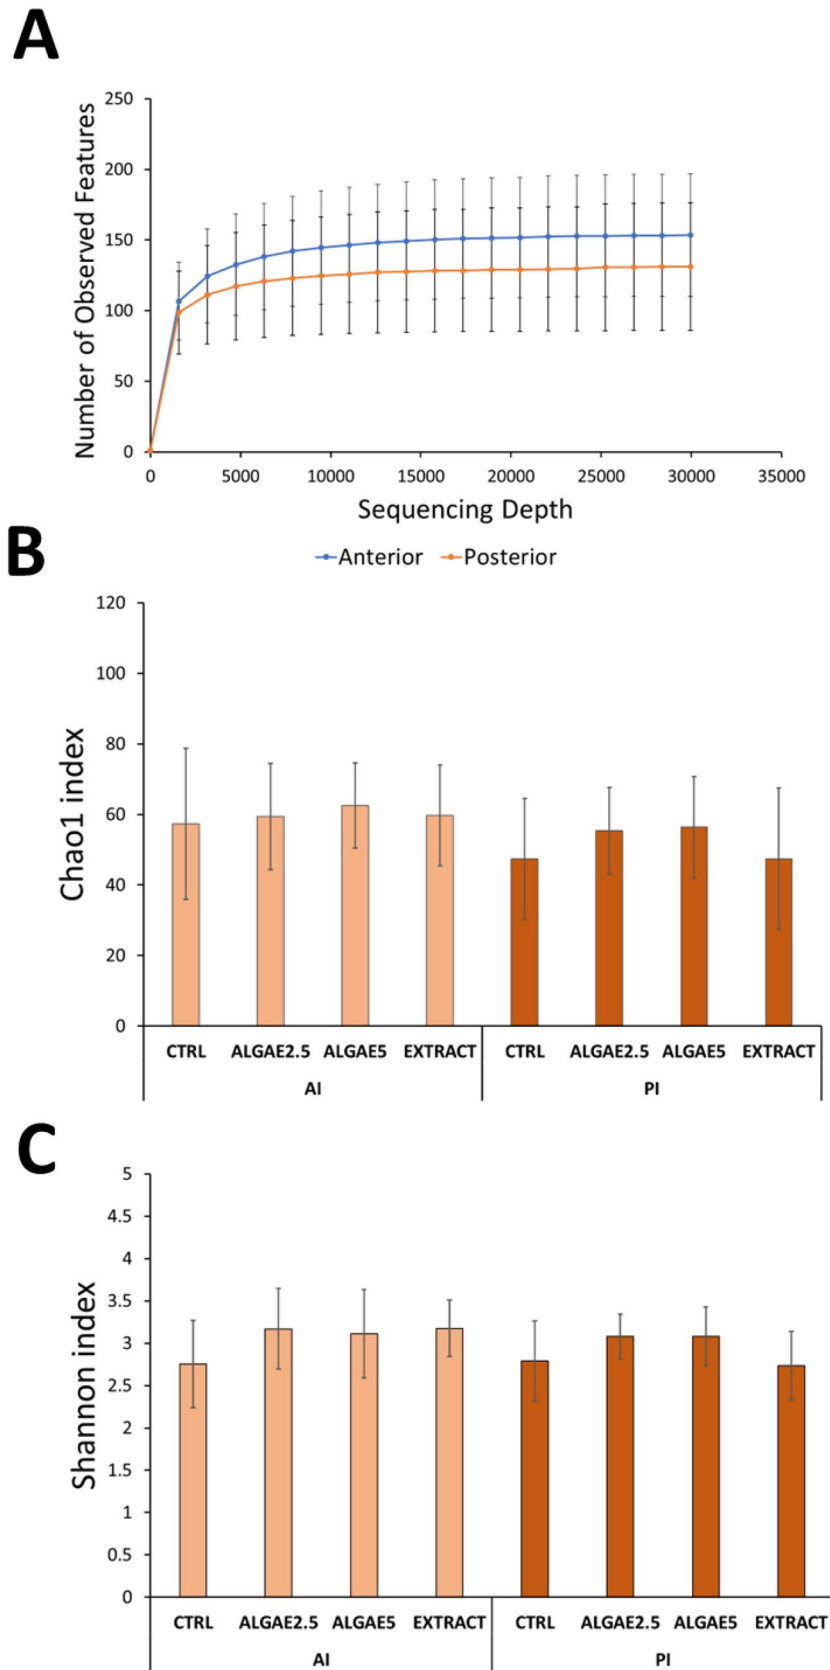 A
250
200
150
100
50
0
Number of Observed Features
0 5000 10000 15000 20000 25000 30000 35000
Sequencing Depth
Anterior Posterior
B
120
100
80
60
40
20
0
Chao1 index
CTRL ALGAE2.5 ALGAE5 EXTRACT CTRL ALGAE2.5 ALGAE5 EXTRACT
AI PI
C
5
4.5
4
3.5
3
2.5
2
1.5
1
0.5
0
Shannon index
CTRL ALGAE2.5 ALGAE5 EXTRACT CTRL ALGAE2.5 ALGAE5 EXTRACT
AI PI